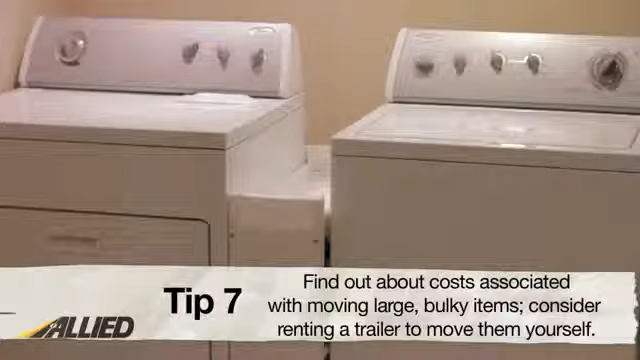 Tip 7
Find out about costs associated
with moving large, bulky items; consider
renting a trailer to move them yourself.
ALLIED